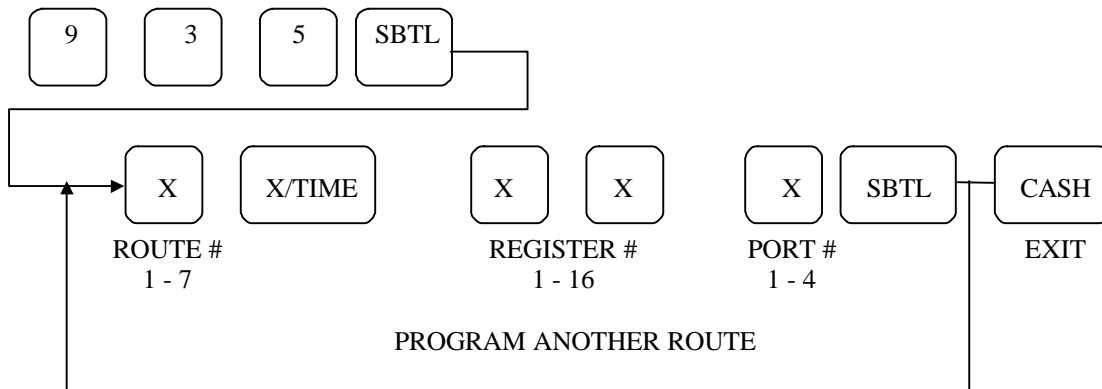 9 3 5 SBTL
X X/TIME X X X SBTL CASH
ROUTE # REGISTER # PORT # EXIT
1 - 7 1 - 16 1 - 4
PROGRAM ANOTHER ROUTE